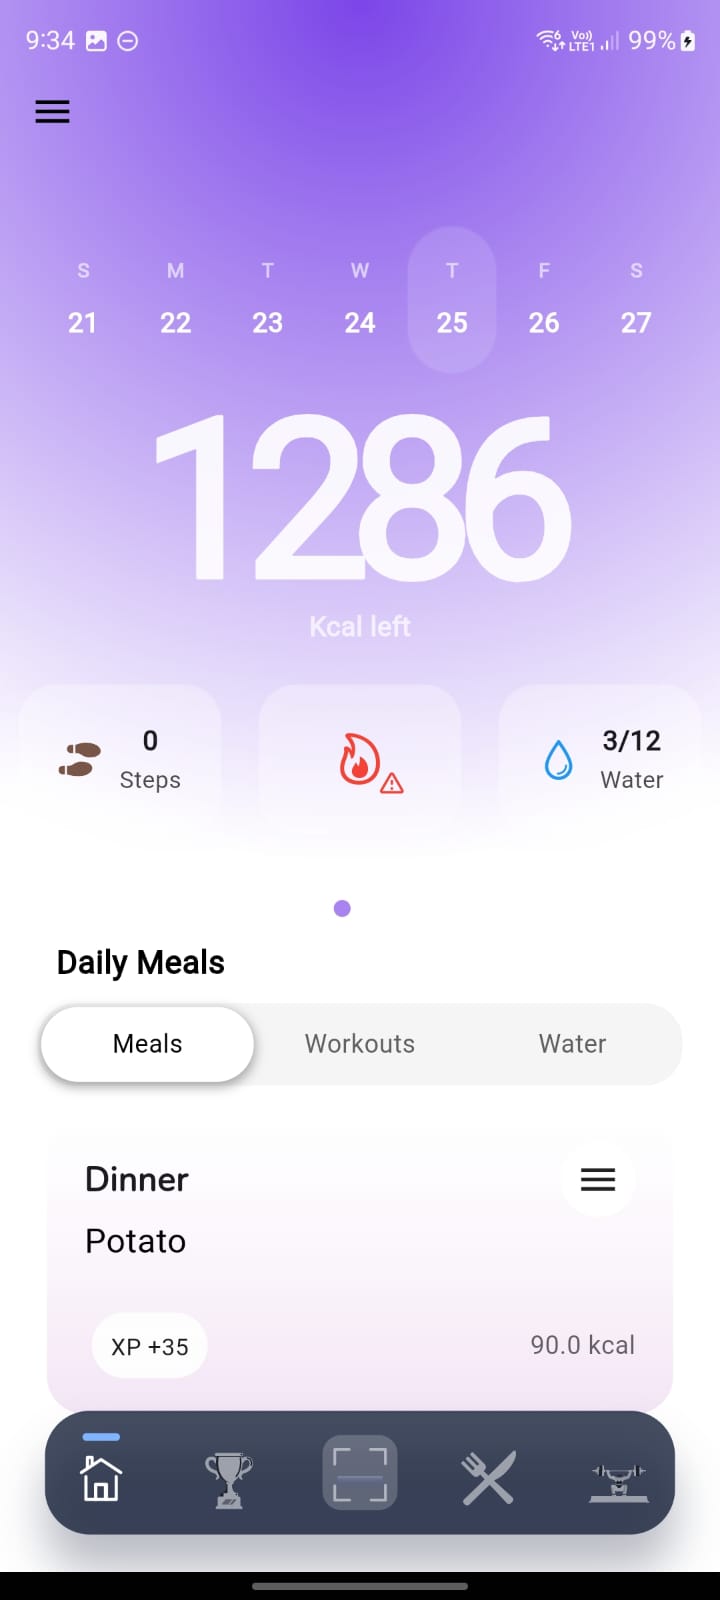 9:34 Vo)) LTE1 99%
S M T W T F S
21 22 23 24 25 26 27
1286
Kcal left
0
Steps
3/12
Water
Daily Meals
Meals Workouts Water
Dinner
Potato
XP +35 90.0 kcal